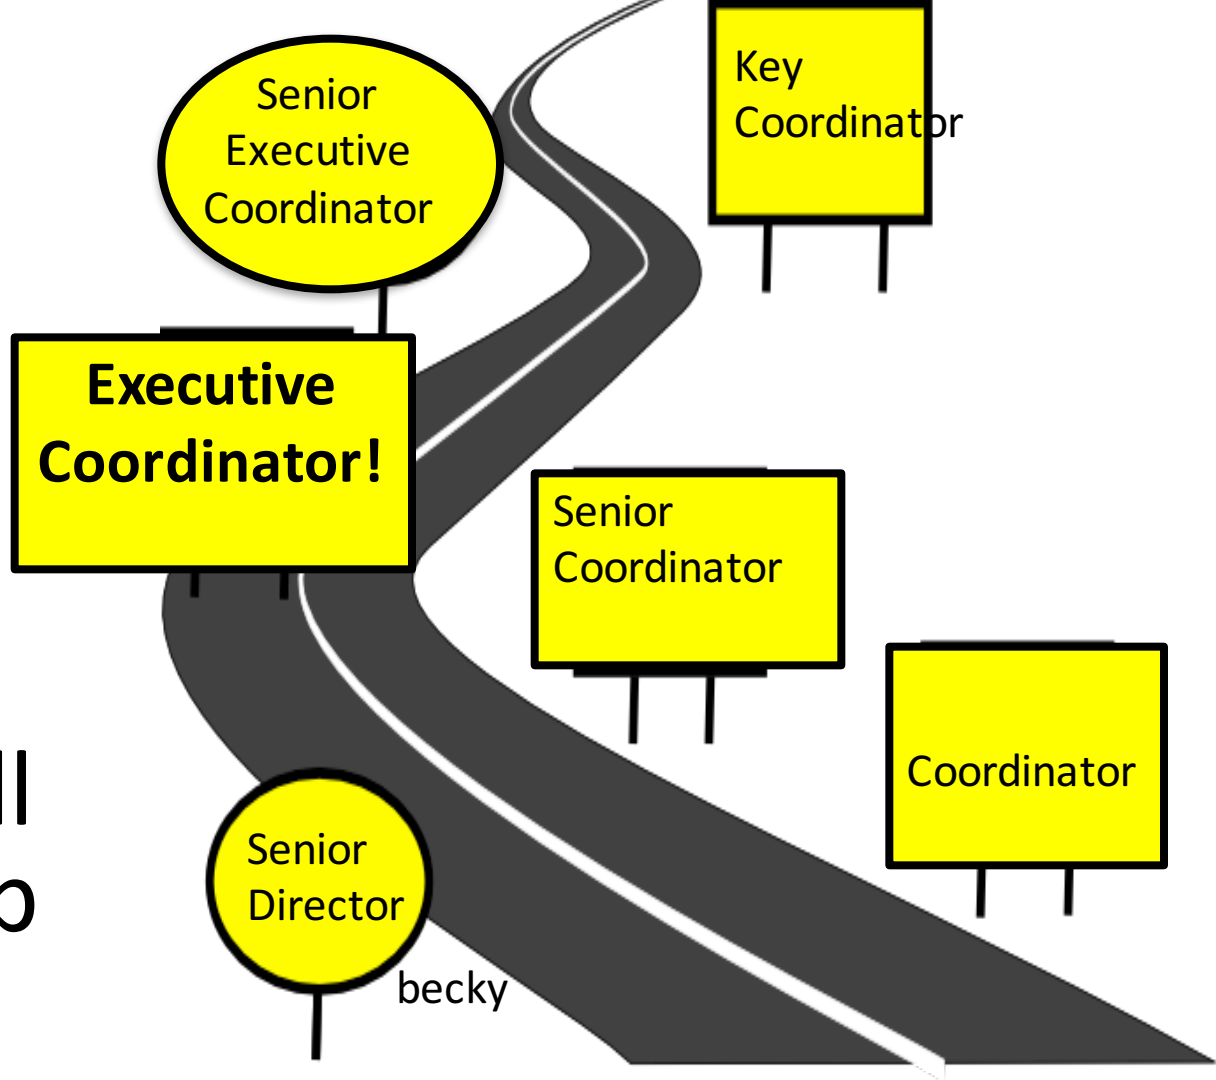 Senior
Executive
Coordinator
Key
Coordinator
Executive
Coordinator!
Senior
Coordinator
Coordinator
Senior
Director
becky